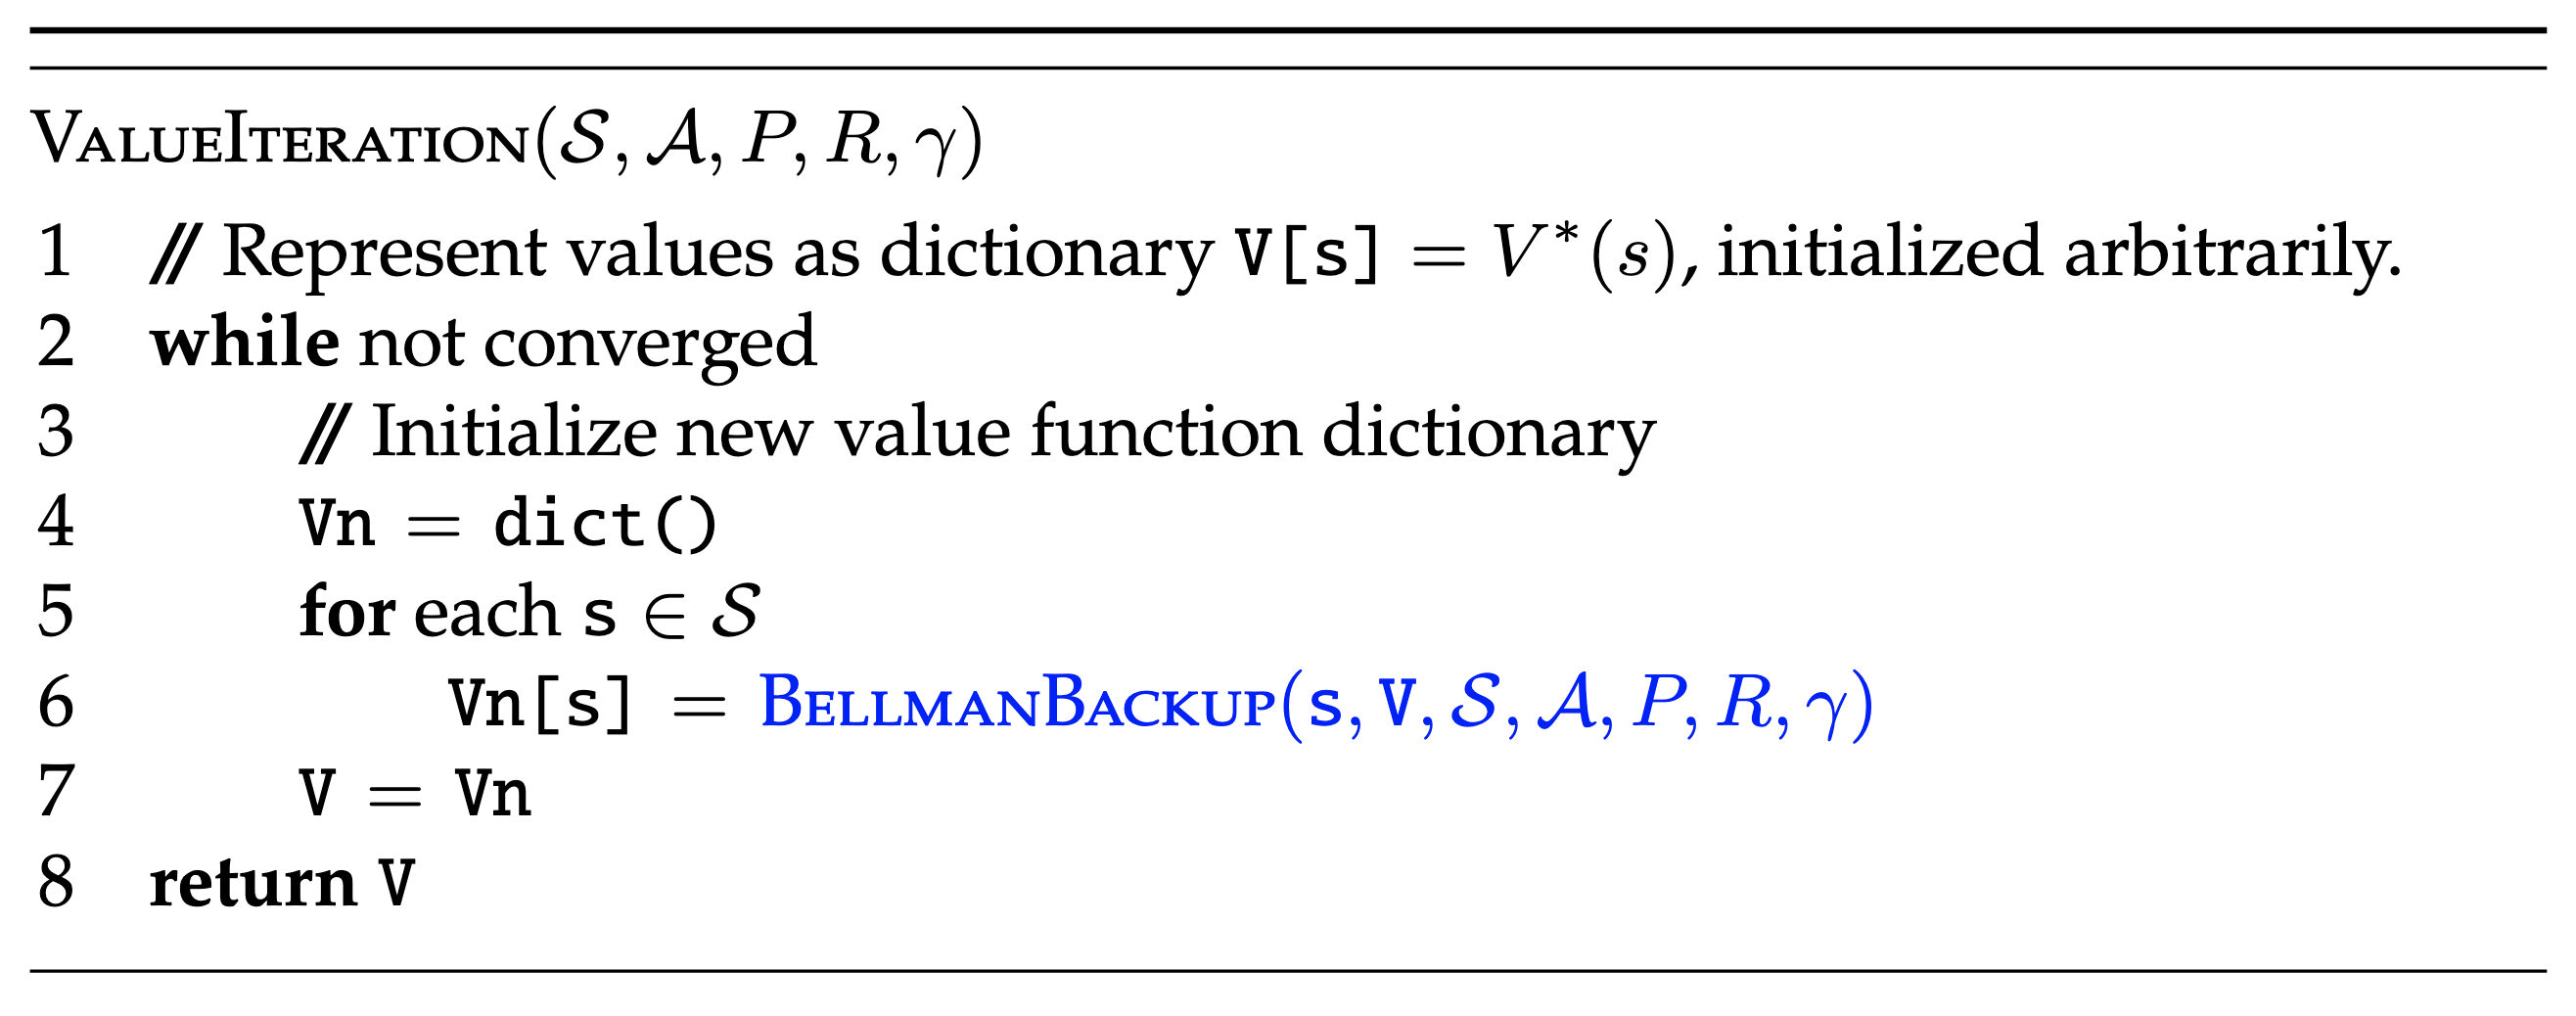 VALUEITERATION(𝒮, 𝒜, P, R, γ)
1 // Represent values as dictionary V[s] = V*(s), initialized arbitrarily.
2 while not converged
3 // Initialize new value function dictionary
4 Vn = dict()
5 for each s ∈ 𝒮
6 Vn[s] = BELLMANBACKUP(s, V, 𝒮, 𝒜, P, R, γ)
7 V = Vn
8 return V